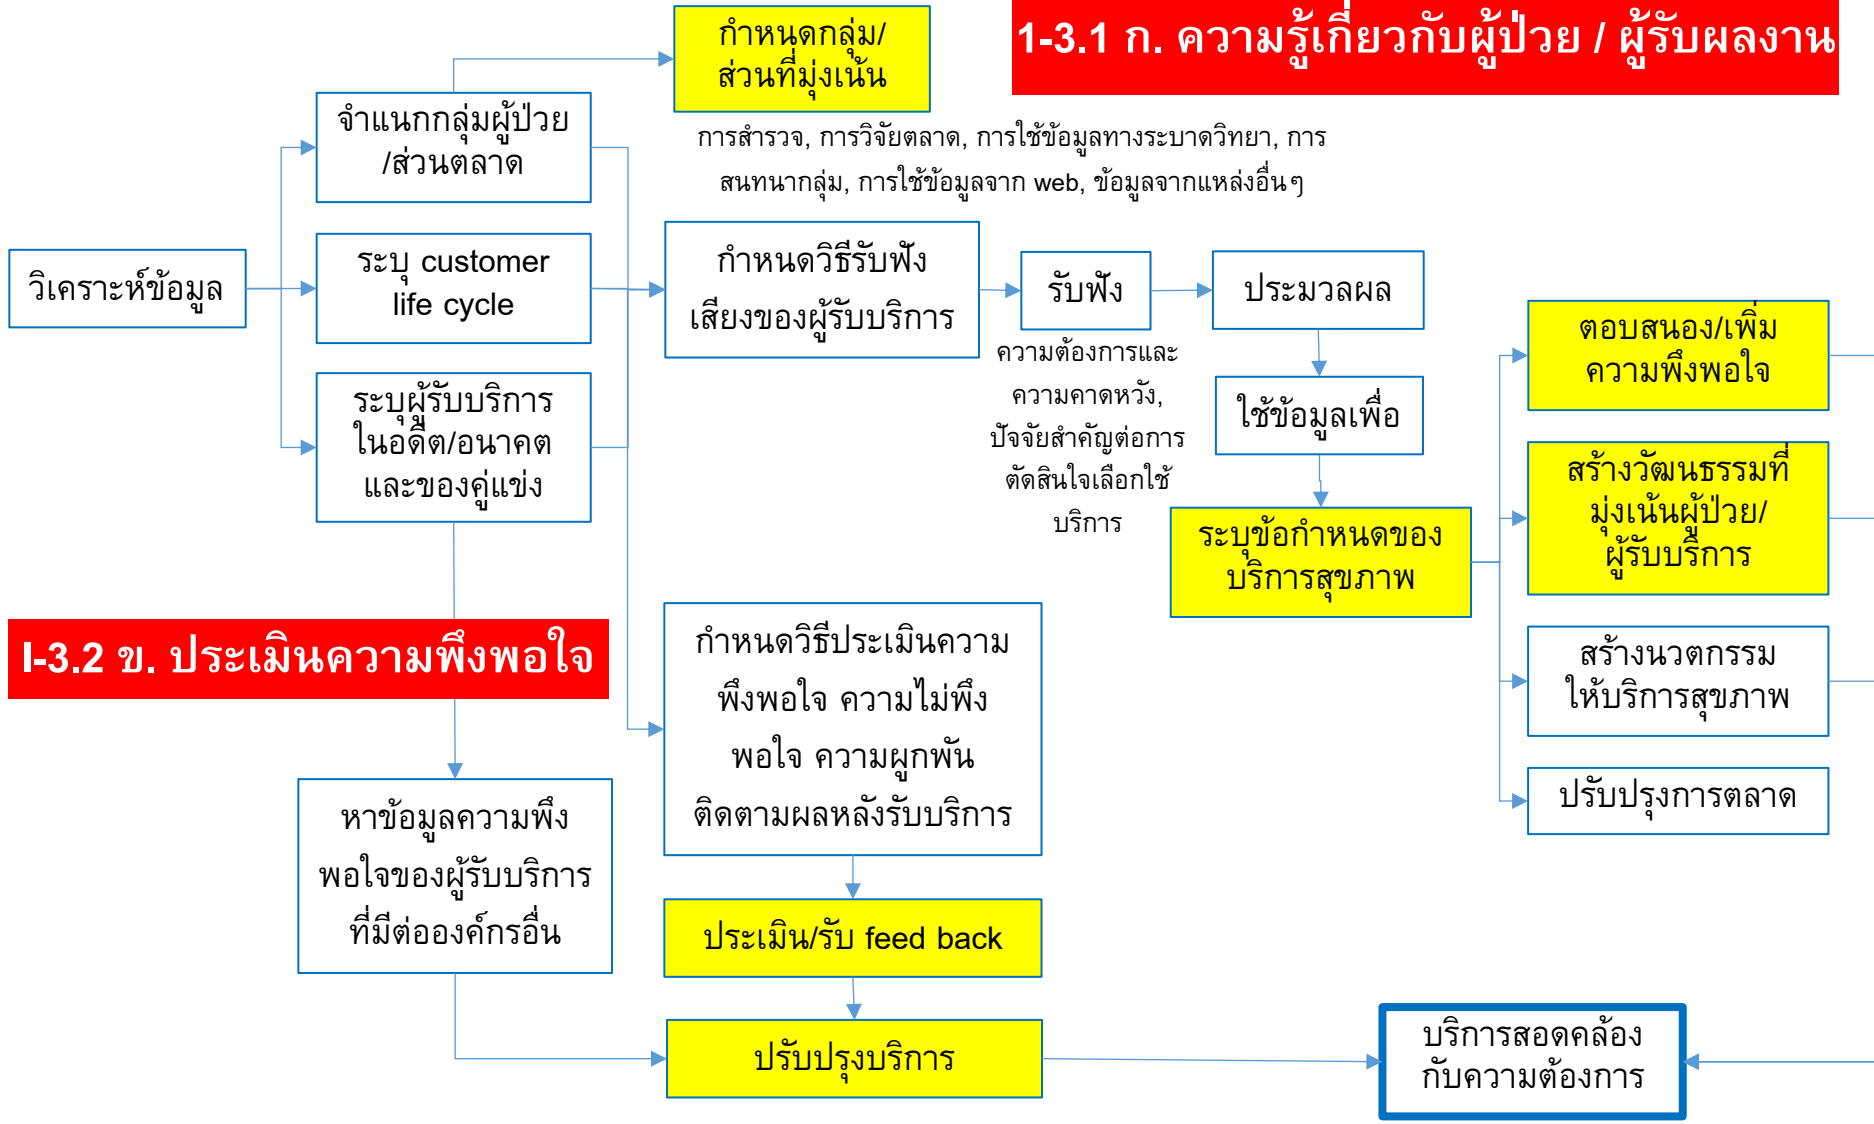 1-3.1 ก. ความรู้เกี่ยวกับผู้ป่วย / ผู้รับผลงาน
กำหนดกลุ่ม/
ส่วนที่มุ่งเน้น
จำแนกกลุ่มผู้ป่วย
/ส่วนตลาด
การสำรวจ, การวิจัยตลาด, การใช้ข้อมูลทางระบาดวิทยา, การ
สนทนากลุ่ม, การใช้ข้อมูลจาก web, ข้อมูลจากแหล่งอื่นๆ
วิเคราะห์ข้อมูล
ระบุ customer
life cycle
กำหนดวิธีรับฟัง
เสียงของผู้รับบริการ
รับฟัง
ประมวลผล
ความต้องการและ
ความคาดหวัง,
ปัจจัยสำคัญต่อการ
ตัดสินใจเลือกใช้
บริการ
ระบุผู้รับบริการ
ในอดีต/อนาคต
และของคู่แข่ง
ใช้ข้อมูลเพื่อ
ระบุข้อกำหนดของ
บริการสุขภาพ
ตอบสนอง/เพิ่ม
ความพึงพอใจ
สร้างวัฒนธรรมที่
มุ่งเน้นผู้ป่วย/
ผู้รับบริการ
สร้างนวตกรรม
ให้บริการสุขภาพ
ปรับปรุงการตลาด
I-3.2 ข. ประเมินความพึงพอใจ
กำหนดวิธีประเมินความ
พึงพอใจ ความไม่พึง
พอใจ ความผูกพัน
ติดตามผลหลังรับบริการ
หาข้อมูลความพึง
พอใจของผู้รับบริการ
ที่มีต่อองค์กรอื่น
ประเมิน/รับ feed back
ปรับปรุงบริการ
บริการสอดคล้อง
กับความต้องการ